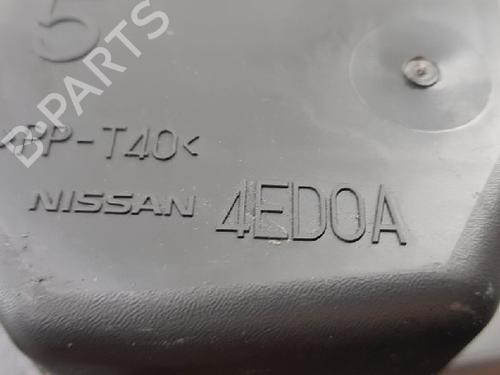 5
B-PARTS
>PP-T40<
NISSAN 4ED0A